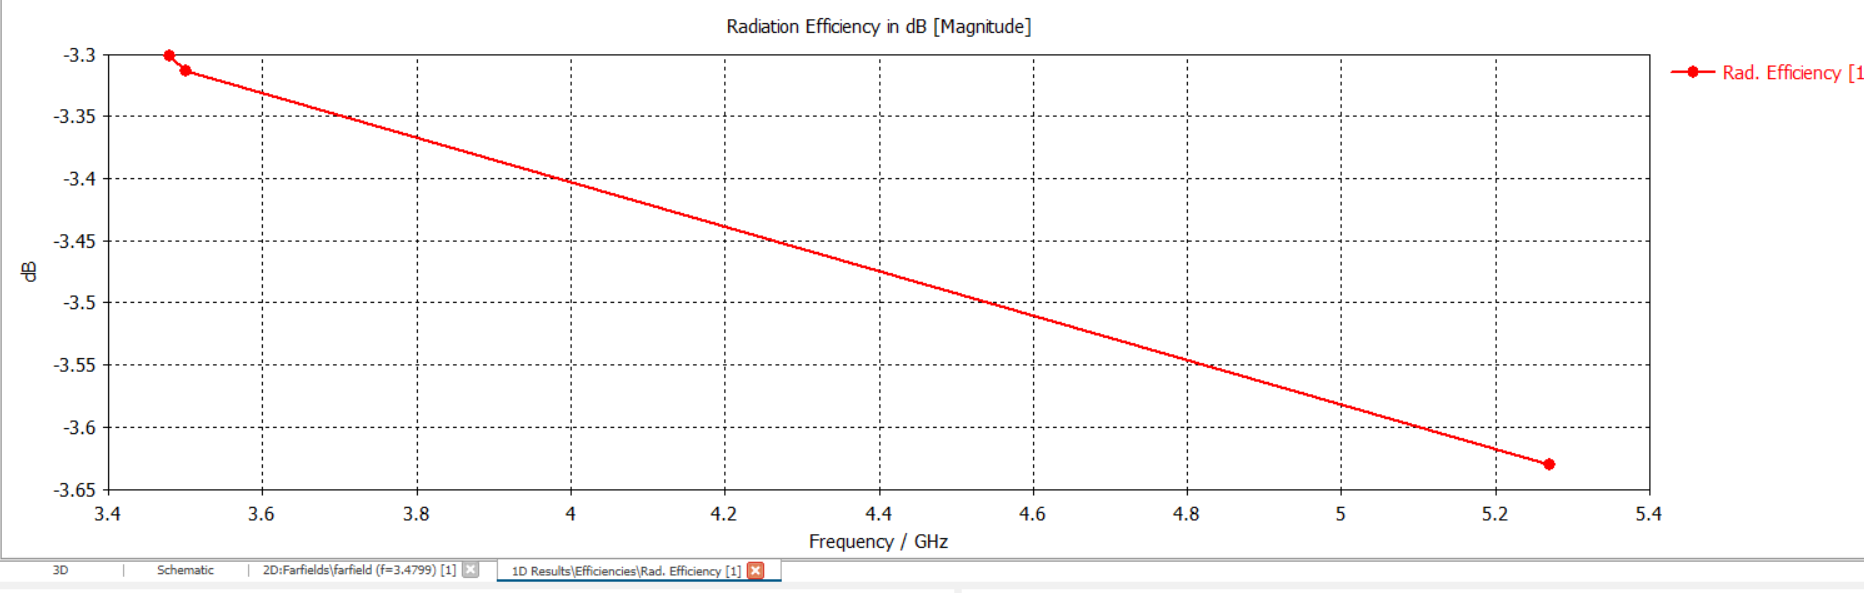 Radiation Efficiency in dB [Magnitude]
-3.3
-3.35
-3.4
-3.45
-3.5
-3.55
-3.6
-3.65
dB
3.4 3.6 3.8 4 4.2 4.4 4.6 4.8 5 5.2 5.4
Frequency / GHz
Rad. Efficiency [1
3D | Schematic | 2D:Farfields\farfield (f=3.4799) [1] 1D Results\Efficiencies\Rad. Efficiency [1]